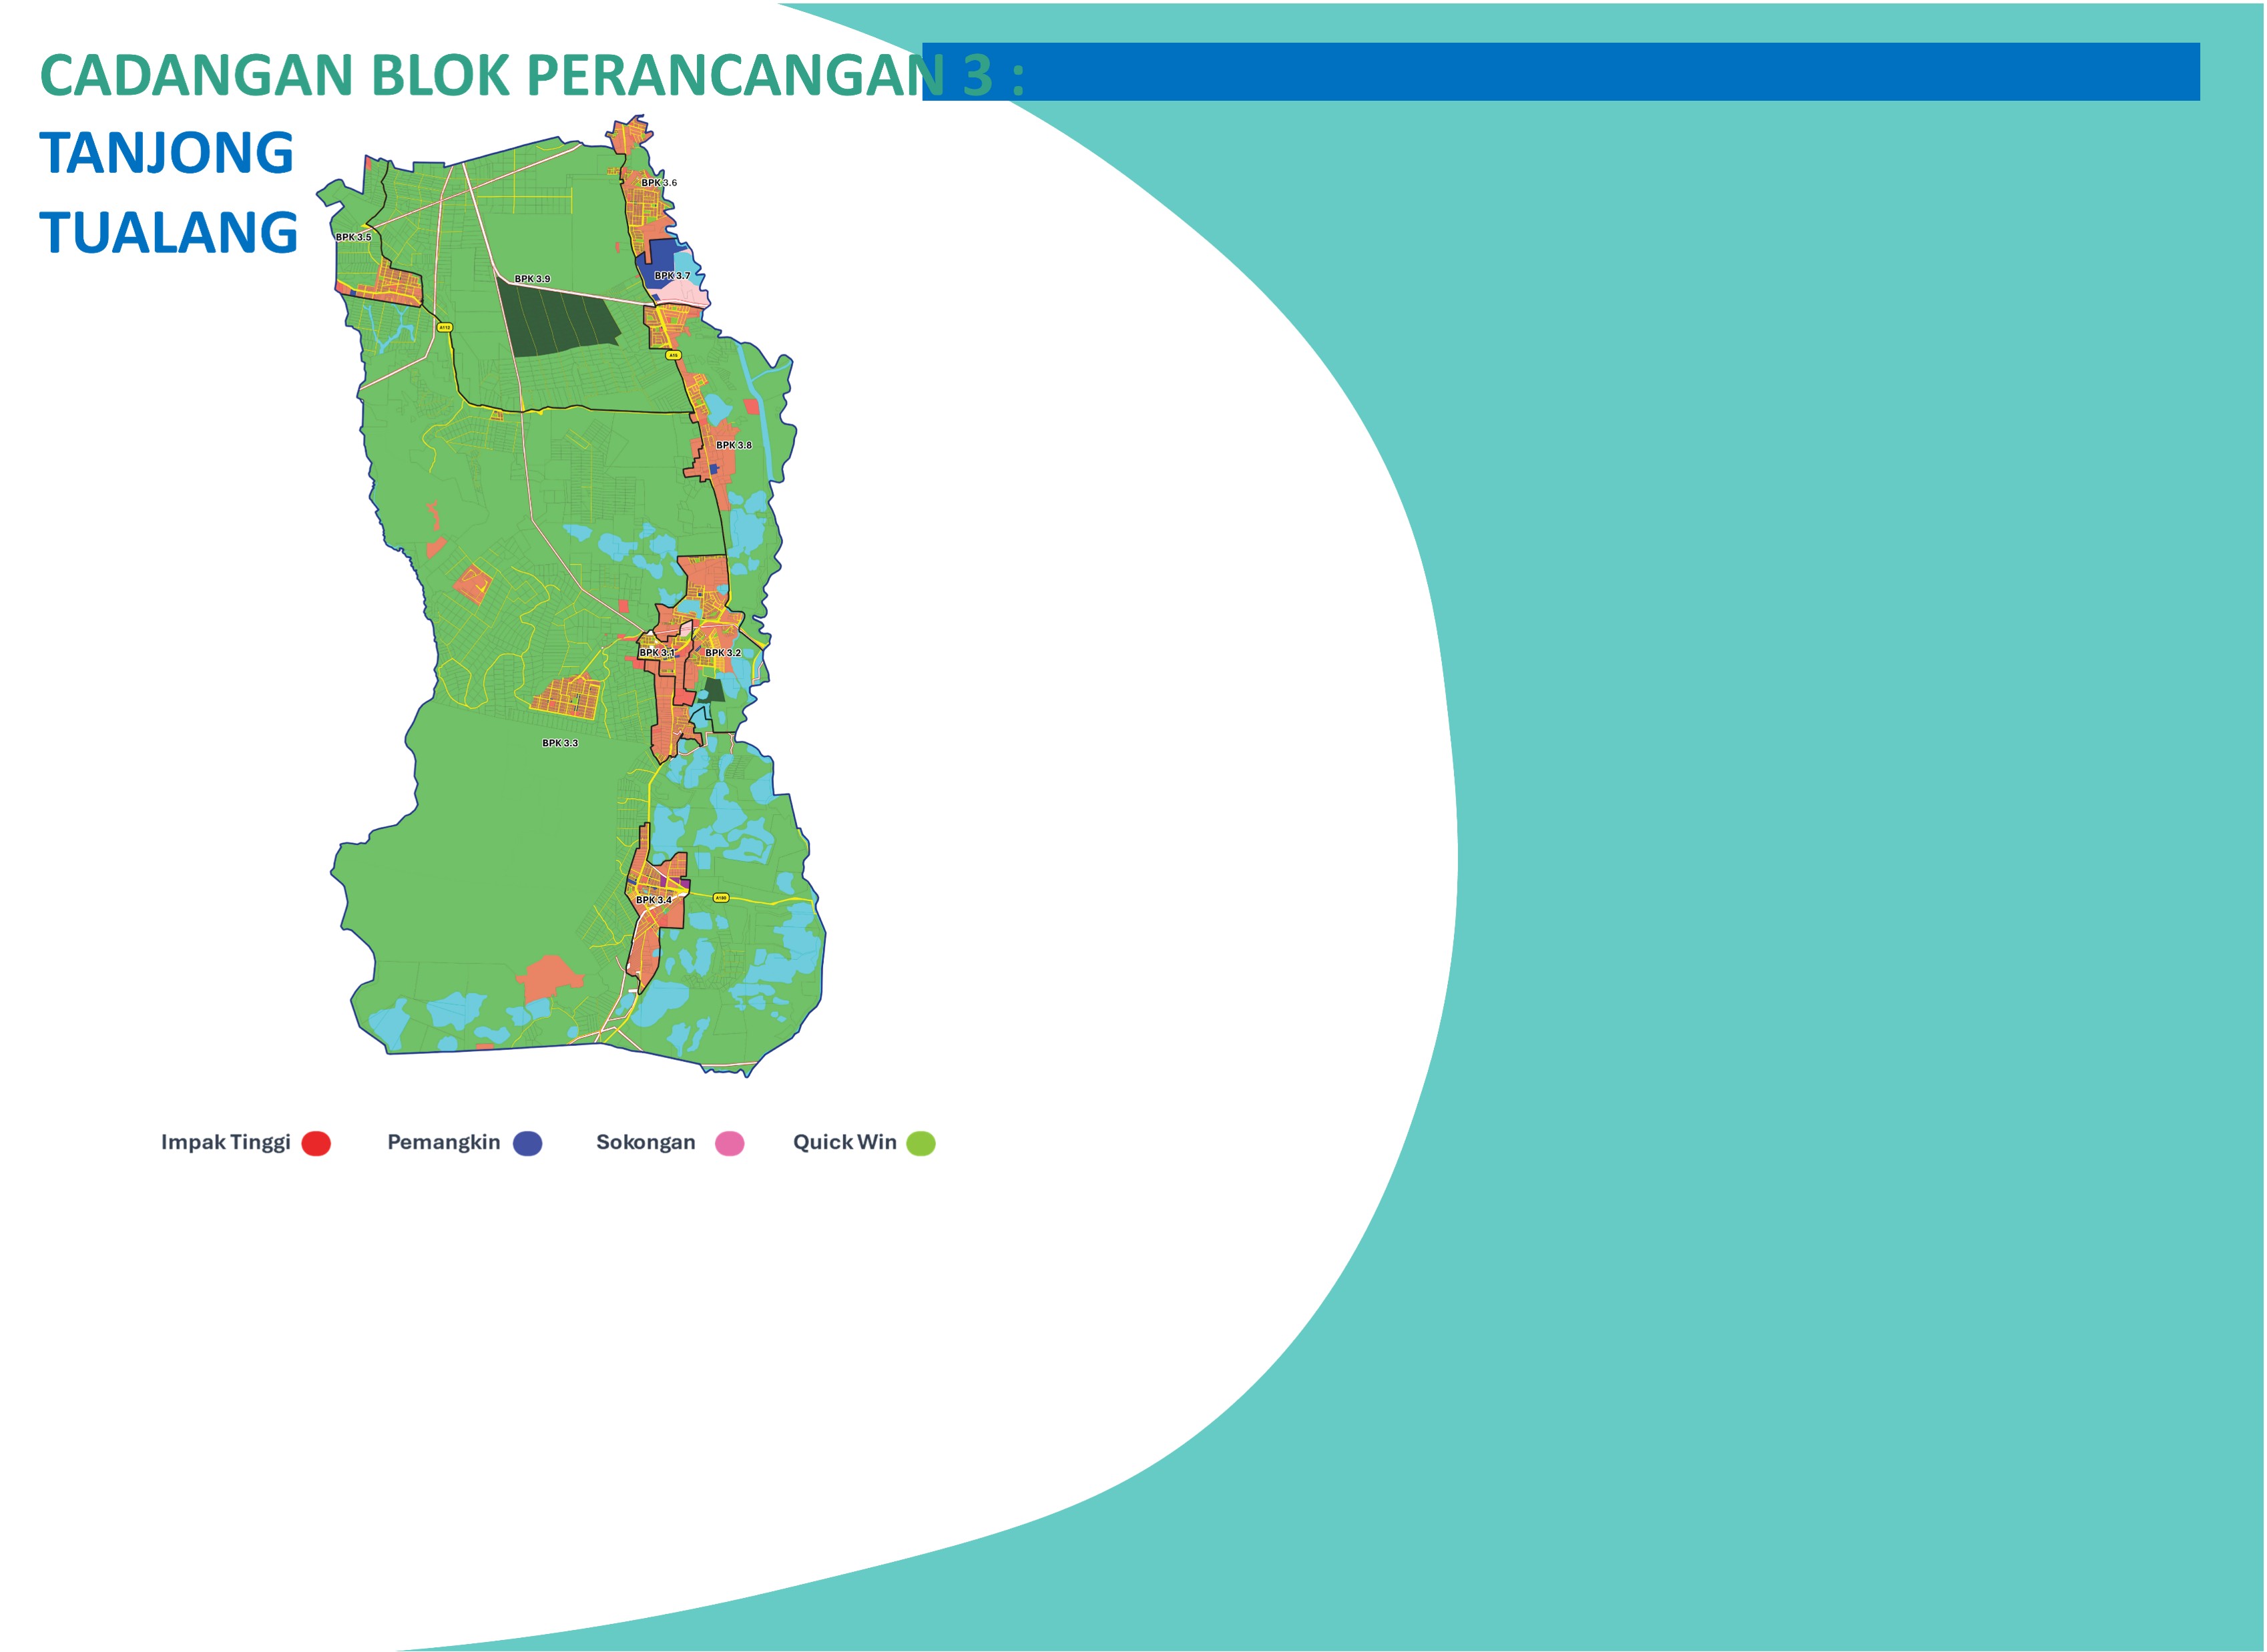 CADANGAN BLOK PERANCANGAN 3 :
TANJONG
TUALANG
BPK 3.6
BPK 3.5
BPK 3.7
BPK 3.9
A112
A15
BPK 3.8
BPK 3.1
BPK 3.2
BPK 3.3
BPK 3.4
Impak Tinggi
Pemangkin
Sokongan
Quick Win